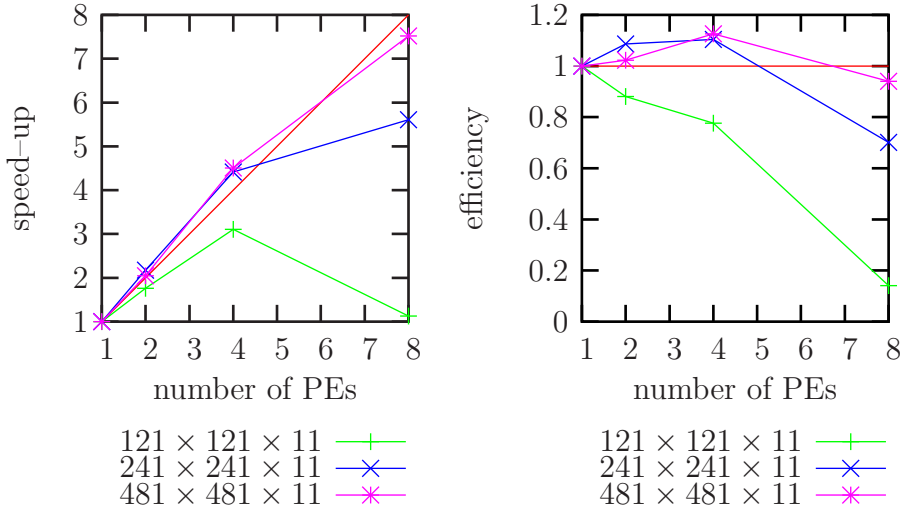 8
7
6
5
4
3
2
1
speed–up
1 2 3 4 5 6 7 8
number of PEs
121 × 121 × 11
241 × 241 × 11
481 × 481 × 11
1.2
1
0.8
0.6
0.4
0.2
0
efficiency
1 2 3 4 5 6 7 8
number of PEs
121 × 121 × 11
241 × 241 × 11
481 × 481 × 11